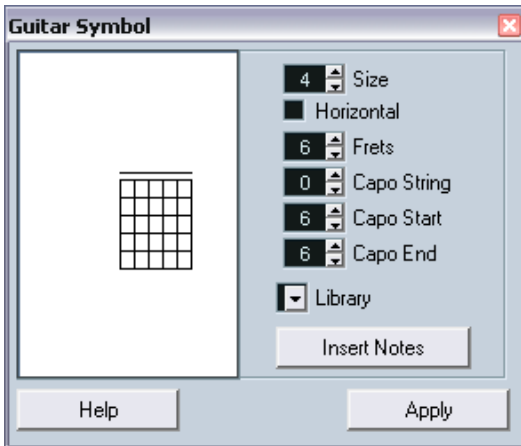 Guitar Symbol
4 Size
Horizontal
6 Frets
0 Capo String
6 Capo Start
6 Capo End
Library
Insert Notes
Help Apply